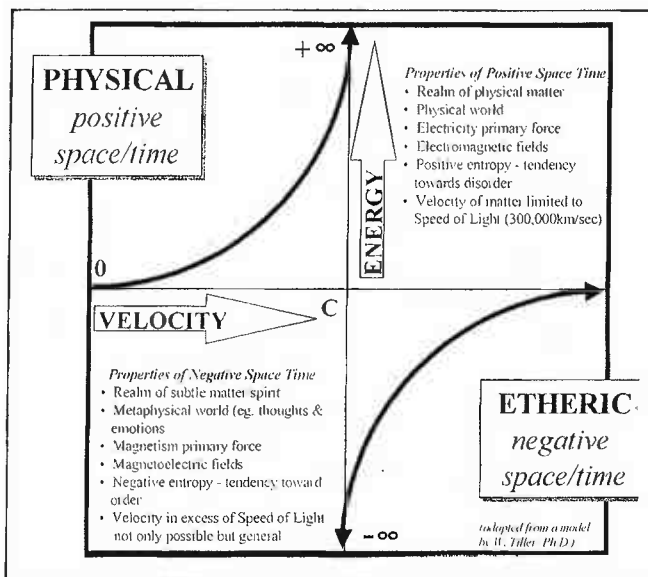 PHYSICAL
positive
space/time
+ ∞
ENERGY
Properties of Positive Space Time
• Realm of physical matter
• Physical world
• Electricity primary force
• Electromagnetic fields
• Positive entropy - tendency
towards disorder
• Velocity of matter limited to
Speed of Light (300,000km/sec)
0
C
VELOCITY
Properties of Negative Space Time
• Realm of subtle matter spirit
• Metaphysical world (eg. thoughts &
emotions
• Magnetism primary force
• Magnetoelectric fields
• Negative entropy - tendency toward
order
• Velocity in excess of Speed of Light
not only possible but general
ETHERIC
negative
space/time
- ∞
(adapted from a model
by W. Tiller, Ph.D.)